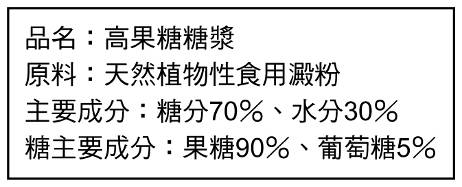 品名：高果糖糖漿
原料：天然植物性食用澱粉
主要成分：糖分70%、水分30%
糖主要成分：果糖90%、葡萄糖5%